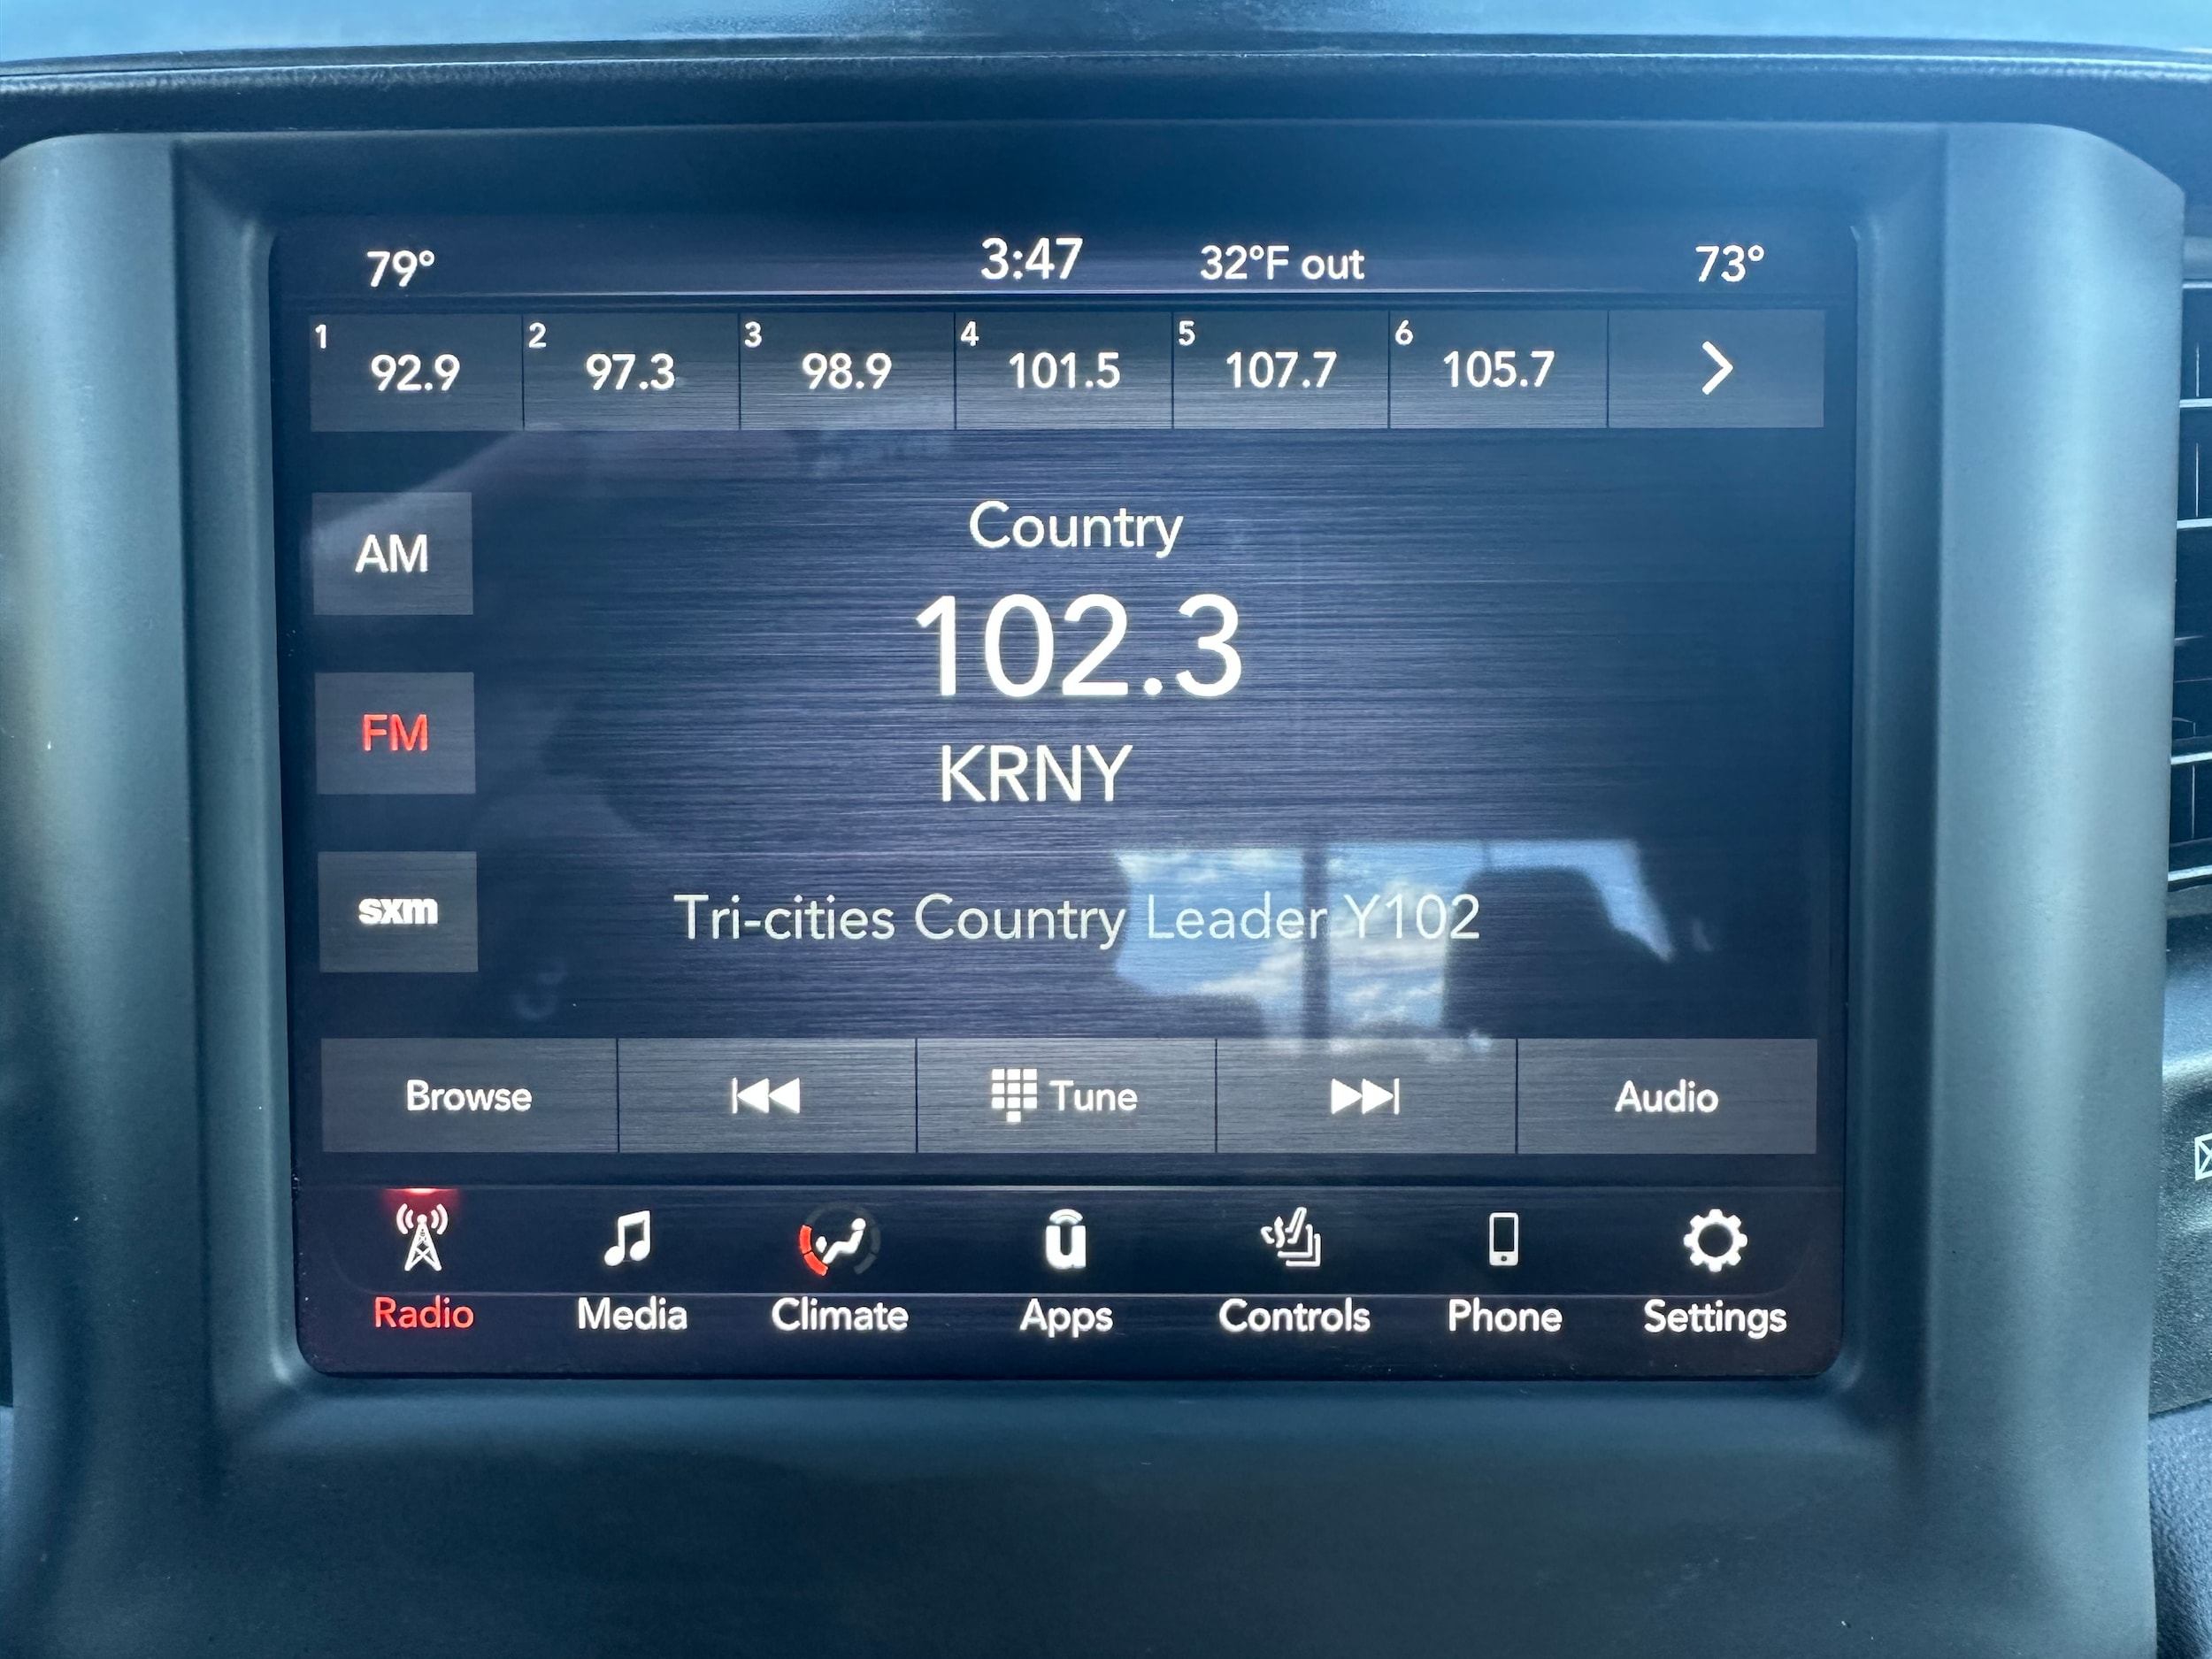 79° 3:47 32°F out 73°
1 92.9 2 97.3 3 98.9 4 101.5 5 107.7 6 105.7
AM
FM
sxm
Country
102.3
KRNY
Tri-cities Country Leader Y102
Browse Tune Audio
u
Radio Media Climate Apps Controls Phone Settings